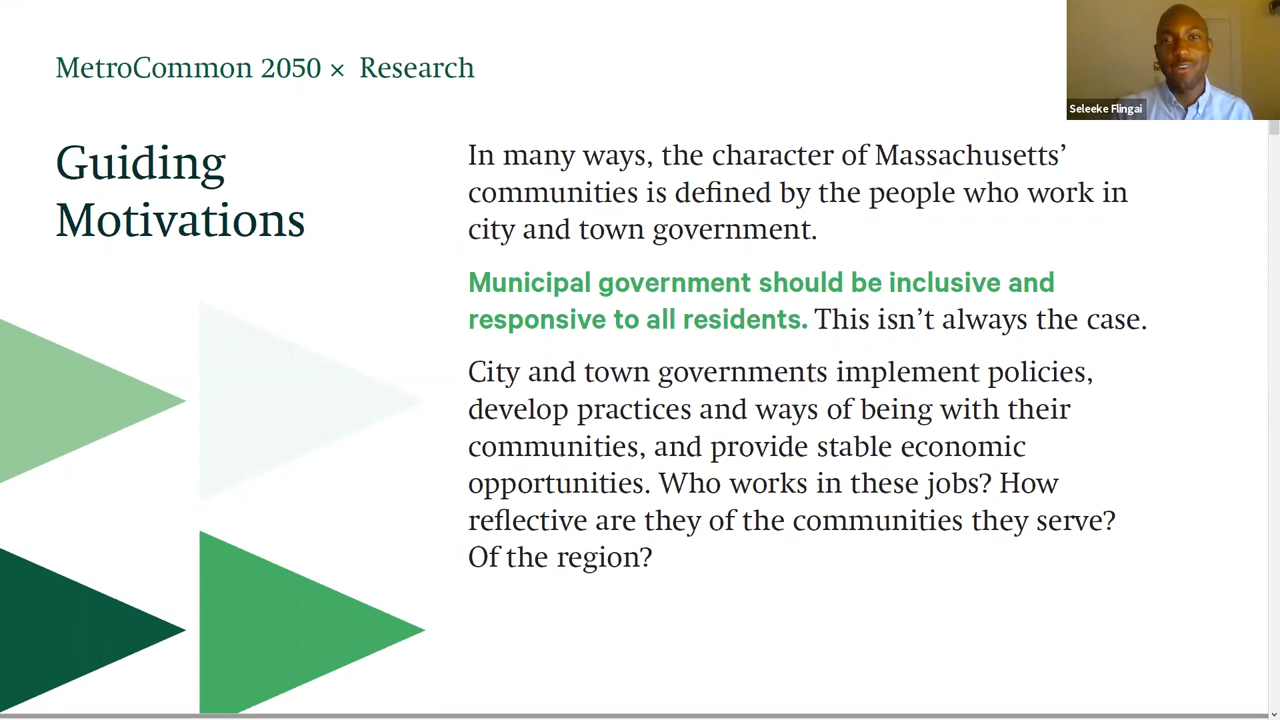 MetroCommon 2050 × Research
Seleeke Flingai
Guiding
Motivations
In many ways, the character of Massachusetts’
communities is defined by the people who work in
city and town government.
Municipal government should be inclusive and
responsive to all residents. This isn’t always the case.
City and town governments implement policies,
develop practices and ways of being with their
communities, and provide stable economic
opportunities. Who works in these jobs? How
reflective are they of the communities they serve?
Of the region?